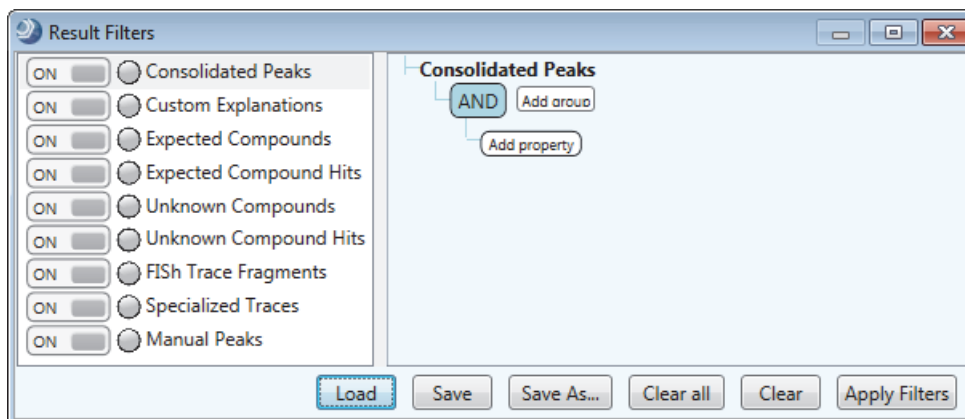 Result Filters
ON Consolidated Peaks
ON Custom Explanations
ON Expected Compounds
ON Expected Compound Hits
ON Unknown Compounds
ON Unknown Compound Hits
ON FISh Trace Fragments
ON Specialized Traces
ON Manual Peaks
Consolidated Peaks
AND Add group
Add property
Load Save Save As... Clear all Clear Apply Filters